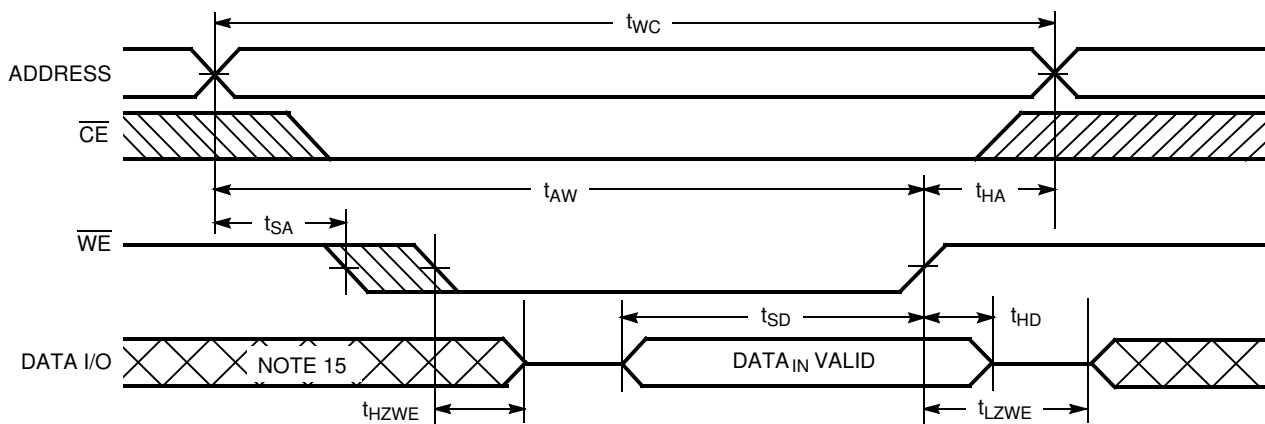 tWC
ADDRESS
CE
tAW
tHA
tSA
WE
tSD
tHD
DATA I/O
NOTE 15
DATAIN VALID
tHZWE
tLZWE